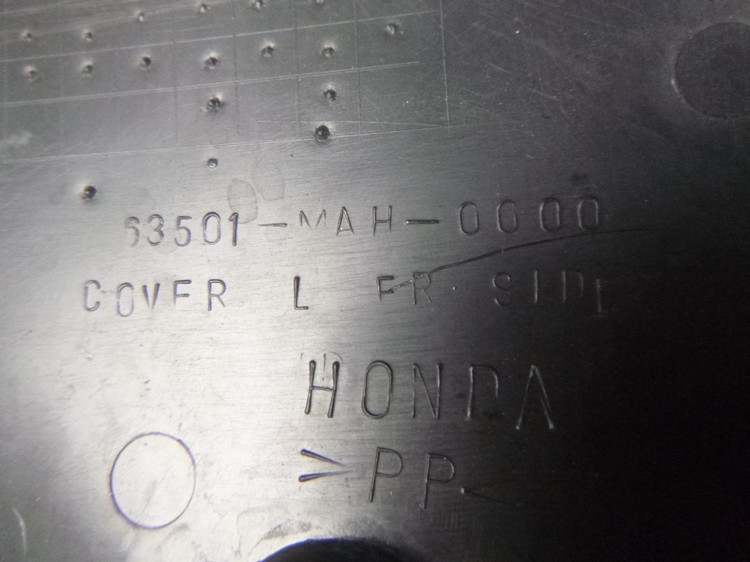 63501-MAH-0000
COVER L FR SIDE
HONDA
>PP<